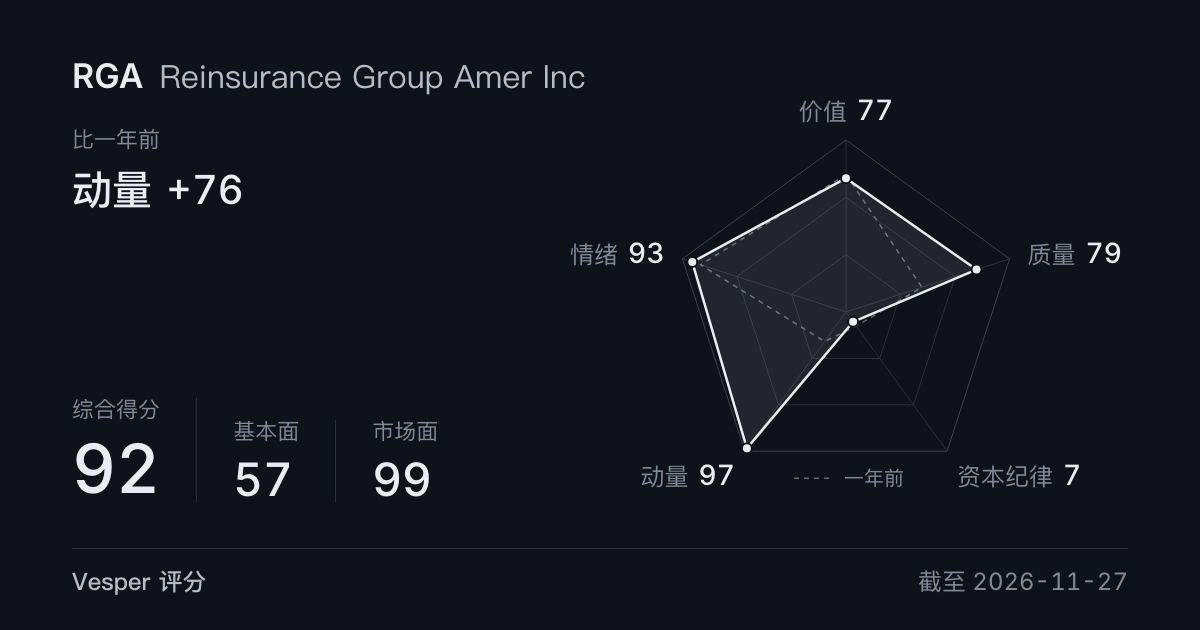 RGA Reinsurance Group Amer Inc
比一年前
动量 +76
价值 77
情绪 93
质量 79
综合得分
92
基本面
57
市场面
99
动量 97
---- 一年前
资本纪律 7
Vesper 评分
截至 2026-11-27